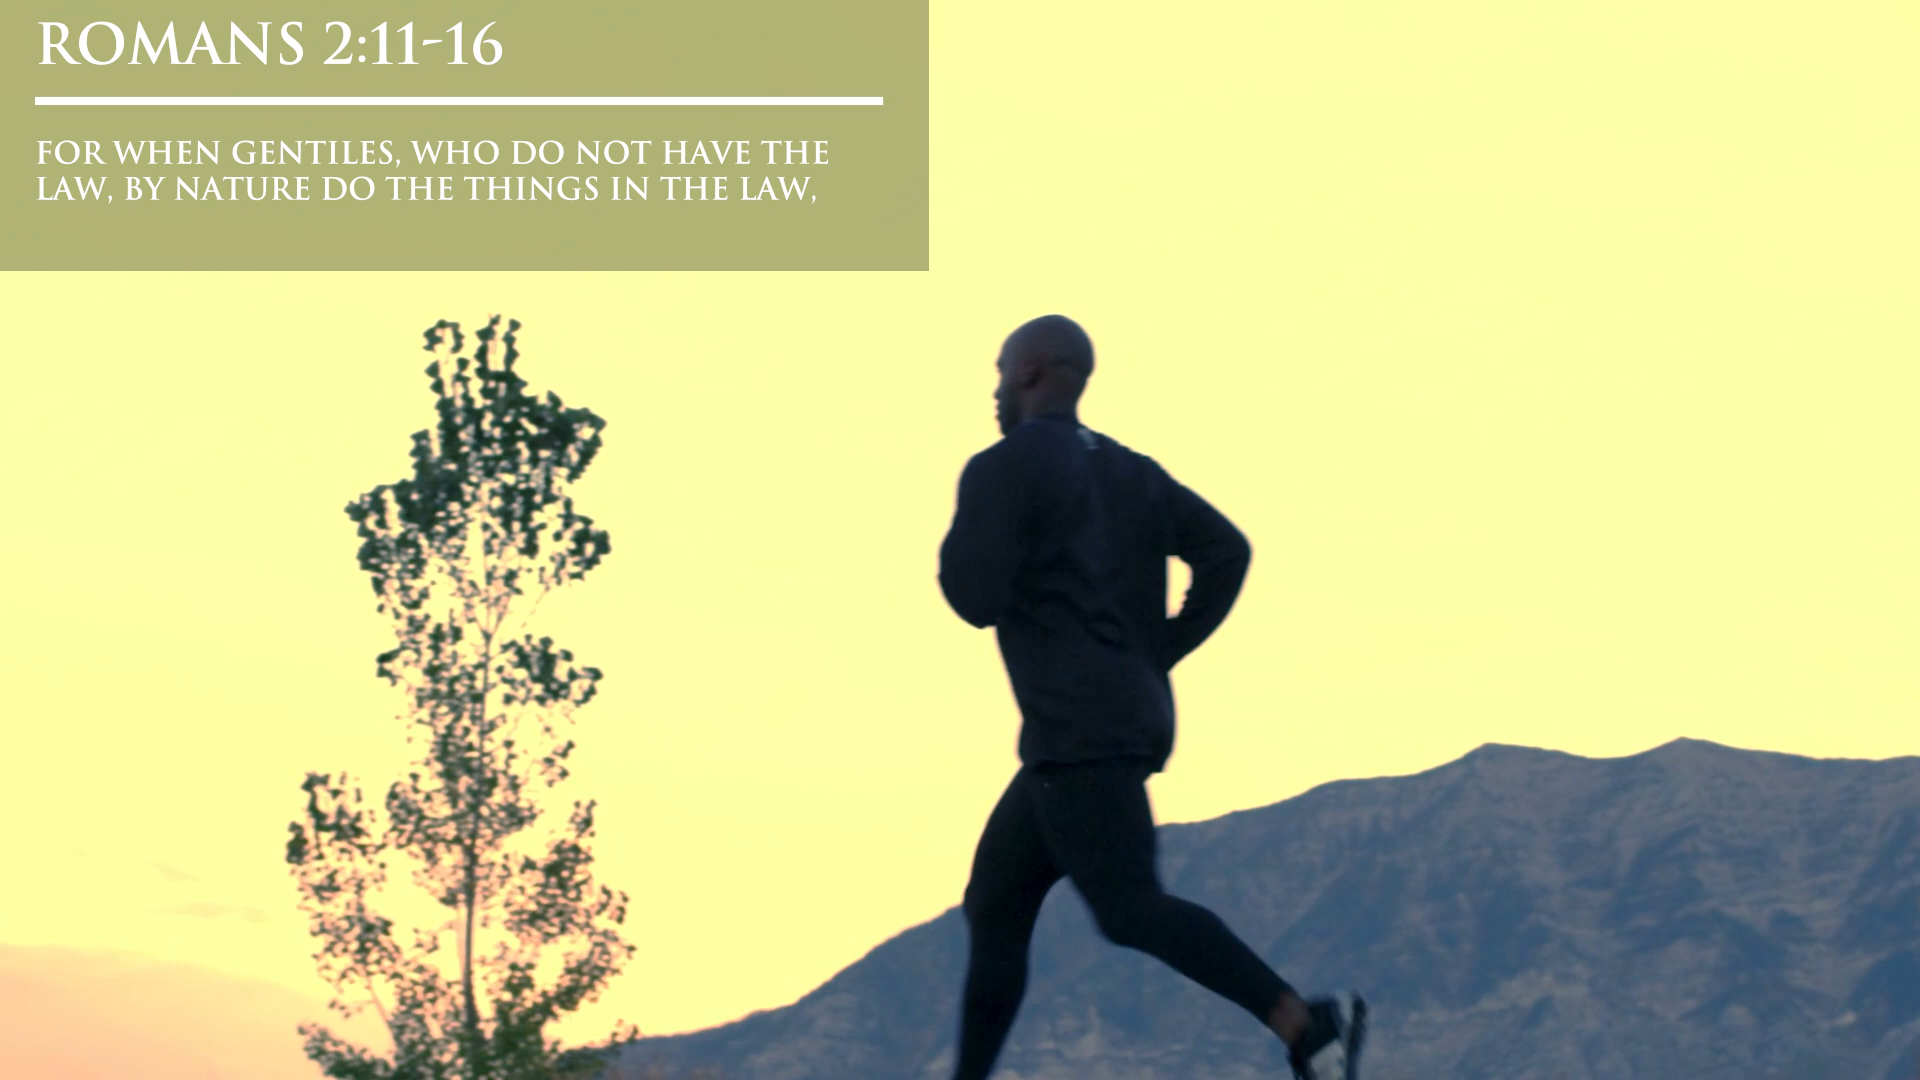 ROMANS 2:11-16
FOR WHEN GENTILES, WHO DO NOT HAVE THE
LAW, BY NATURE DO THE THINGS IN THE LAW,